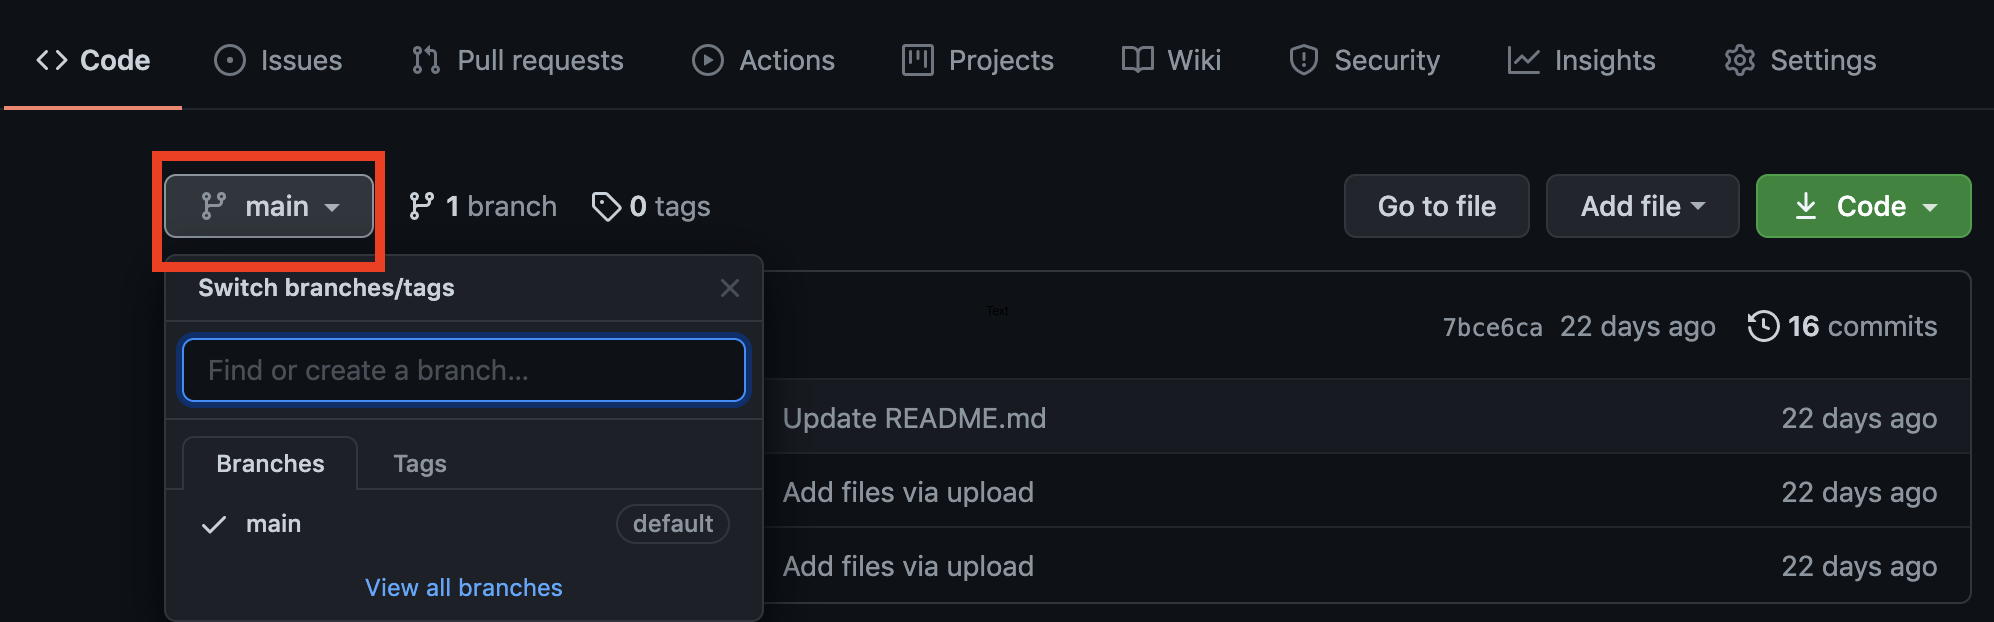 Code Issues Pull requests Actions Projects Wiki Security Insights Settings
main 1 branch 0 tags Go to file Add file Code
Switch branches/tags
Text
7bce6ca 22 days ago 16 commits
Find or create a branch...
Update README.md 22 days ago
Branches Tags
Add files via upload 22 days ago
main default
Add files via upload 22 days ago
View all branches